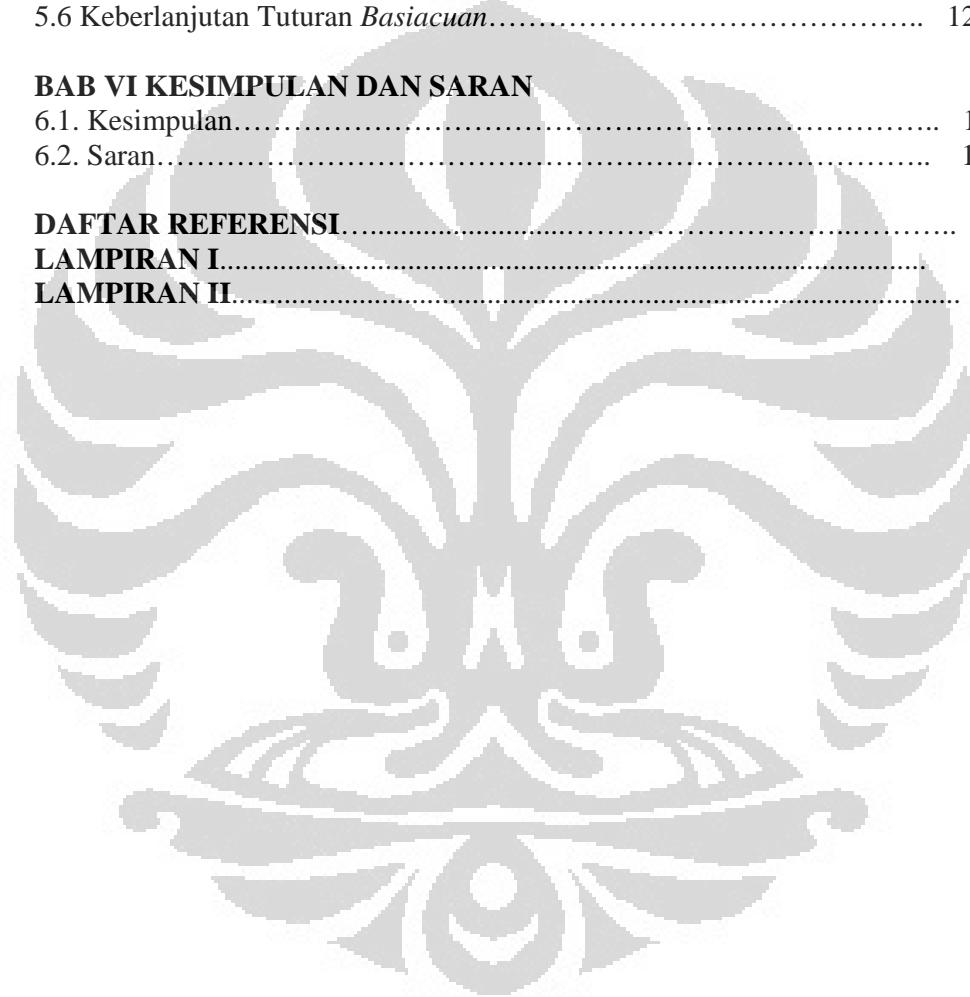 5.6 Keberlanjutan Tuturan Basiacuan…………………………………………….. 12
BAB VI KESIMPULAN DAN SARAN
6.1. Kesimpulan……………………………………………………………………….. 1
6.2. Saran…………………………………..……………………………………….. 1
DAFTAR REFERENSI…..............................……………………………………..
LAMPIRAN I..........................................................................................................
LAMPIRAN II.............................................................................................................